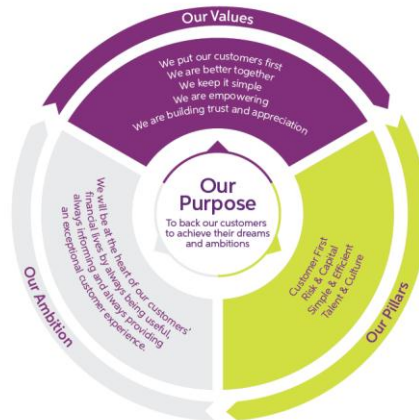 Our Values
We put our customers first
We are better together
We keep it simple
We are empowering
We are building trust and appreciation
Our
Purpose
To back our customers
to achieve their dreams
and ambitions
Customer First
Risk & Capital
Simple & Efficient
Talent & Culture
Our Pillars
We will be at the heart of our customers'
financial lives by always being useful,
always informing and always providing
an exceptional customer experience.
Our Ambition